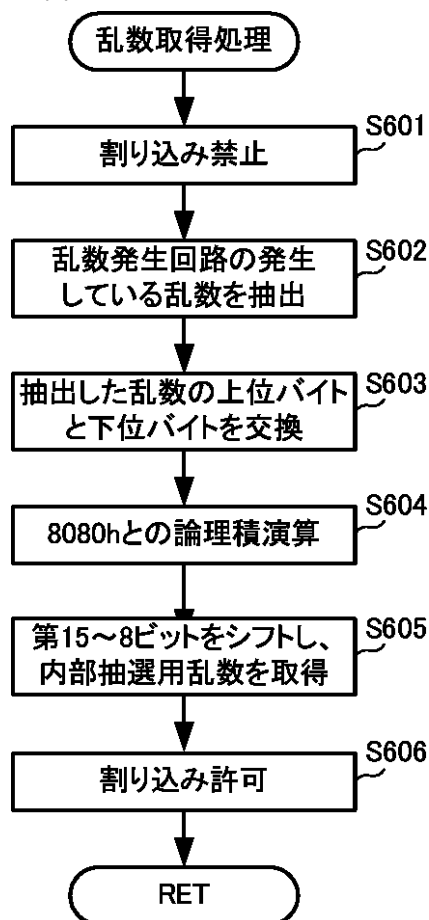 乱数取得処理
割り込み禁止
S601
乱数発生回路の発生
している乱数を抽出
S602
抽出した乱数の上位バイト
と下位バイトを交換
S603
8080hとの論理積演算
S604
第15～8ビットをシフトし、
内部抽選用乱数を取得
S605
割り込み許可
S606
RET